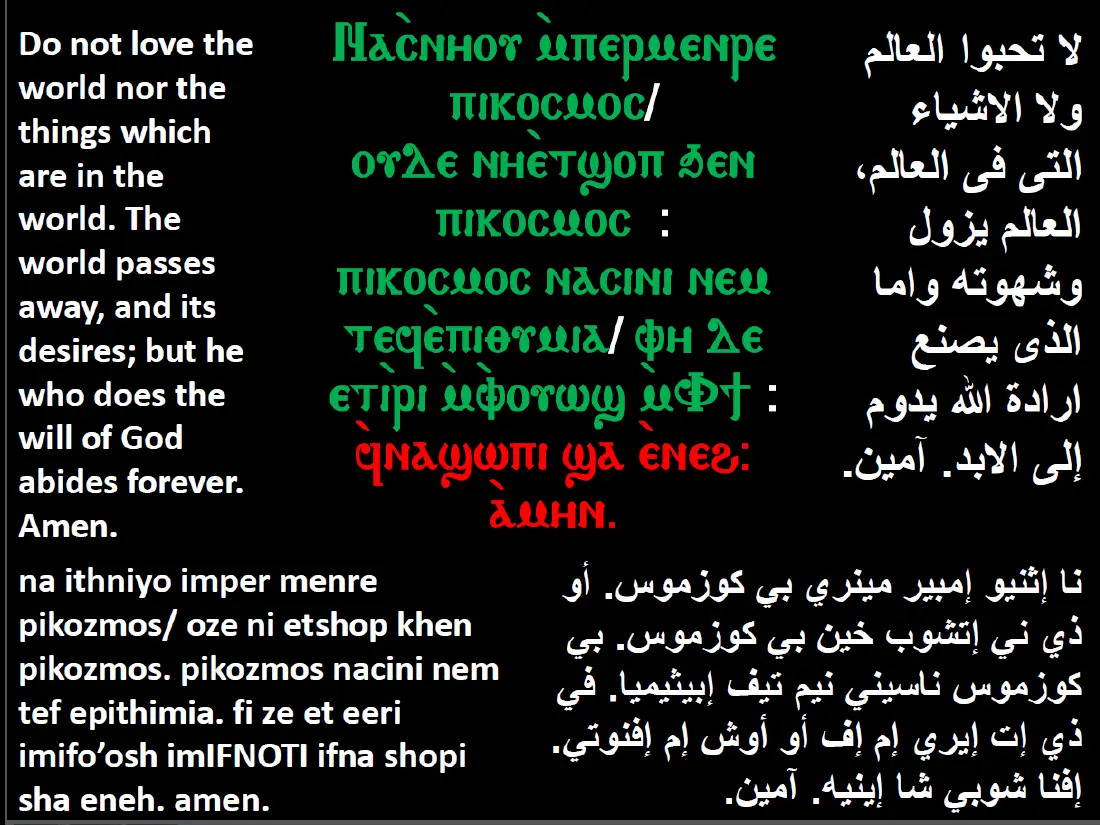 Do not love the
world nor the
things which
are in the
world. The
world passes
away, and its
desires; but he
who does the
will of God
abides forever.
Amen.
Ⲛⲁⲥ̀ⲛⲏⲟⲩ ⲙ̀ⲡⲉⲣⲙⲉⲛⲣⲉ
ⲡⲓⲕⲟⲥⲙⲟⲥ/
ⲟⲩⲇⲉ ⲛⲏⲉ̀ⲧϣⲟⲡ ϧⲉⲛ
ⲡⲓⲕⲟⲥⲙⲟⲥ :
ⲡⲓⲕⲟⲥⲙⲟⲥ ⲛⲁⲥⲓⲛⲓ ⲛⲉⲙ
ⲧⲉϥⲉ̀ⲡⲓⲑⲩⲙⲓⲁ/ ⲫⲏ ⲇⲉ
ⲉⲧⲓ̀ⲣⲓ ⲙ̀ⲫ̀ⲟⲩⲱϣ ⲙ̀Ⲫϯ :
ϥ̀ⲛⲁϣⲱⲡⲓ ϣⲁ ⲉ̀ⲛⲉϩ:
ⲁ̀ⲙⲏⲛ.
لا تحبوا العالم
ولا الاشياء
التى فى العالم،
العالم يزول
وشهوته واما
الذى يصنع
ارادة الله يدوم
إلى الابد. آمين.
na ithniyo imper menre
pikozmos/ oze ni etshop khen
pikozmos. pikozmos nacini nem
tef epithimia. fi ze et eeri
imifo’osh imIFNOTI ifna shopi
sha eneh. amen.
نا إثنيو إمبير مينري بي كوزموس. أو
ذي ني إتشوب خين بي كوزموس. بي
كوزموس ناسيني نيم تيف إبيثيميا. في
ذي إت إيري إم إف أو أوش إم إفنوتي.
إفنا شوبي شا إينيه. آمين.